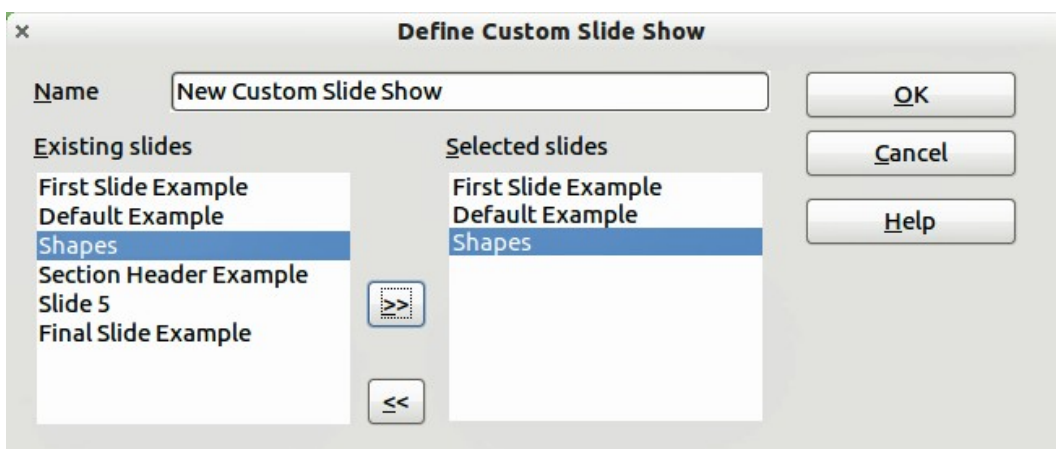 Define Custom Slide Show
Name
New Custom Slide Show
OK
Existing slides
Selected slides
Cancel
First Slide Example
Default Example
Shapes
Section Header Example
Slide 5
Final Slide Example
First Slide Example
Default Example
Shapes
Help
>>
<<